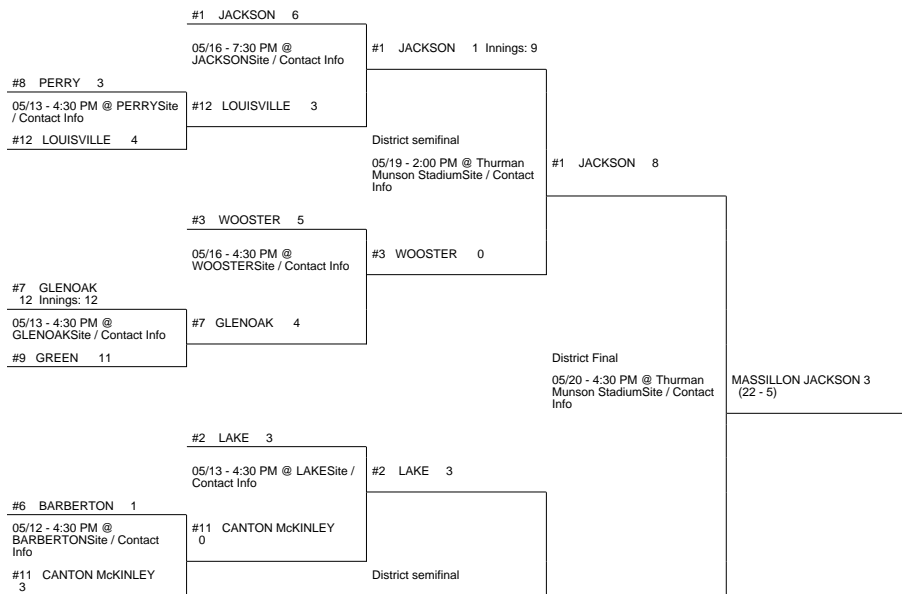 #1 JACKSON 6
05/16 - 7:30 PM @
JACKSONSite / Contact Info
#1 JACKSON 1 Innings: 9
#8 PERRY 3
05/13 - 4:30 PM @ PERRYSite
/ Contact Info
#12 LOUISVILLE 3
#12 LOUISVILLE 4
District semifinal
05/19 - 2:00 PM @ Thurman
Munson StadiumSite / Contact
Info
#1 JACKSON 8
#3 WOOSTER 5
05/16 - 4:30 PM @
WOOSTERSite / Contact Info
#3 WOOSTER 0
#7 GLENOAK
12 Innings: 12
05/13 - 4:30 PM @
GLENOAKSite / Contact Info
#7 GLENOAK 4
#9 GREEN 11
District Final
05/20 - 4:30 PM @ Thurman
Munson StadiumSite / Contact
Info
MASSILLON JACKSON 3
(22 - 5)
#2 LAKE 3
05/13 - 4:30 PM @ LAKESite /
Contact Info
#2 LAKE 3
#6 BARBERTON 1
05/12 - 4:30 PM @
BARBERTONSite / Contact
Info
#11 CANTON McKINLEY
0
#11 CANTON McKINLEY
3
District semifinal